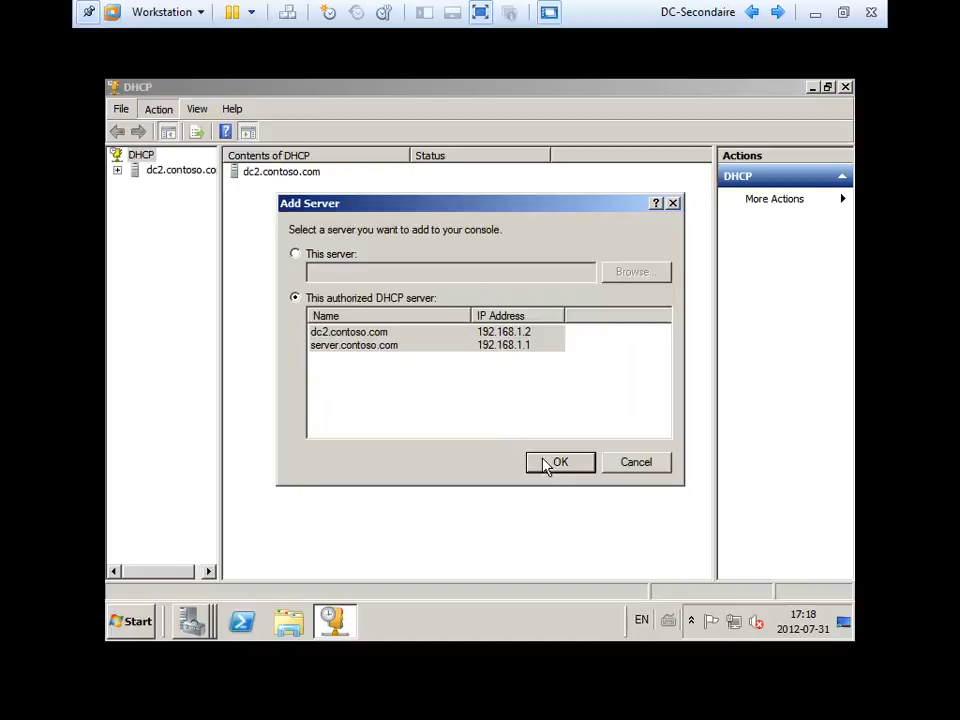 Workstation
DC-Secondaire
DHCP
File Action View Help
DHCP
dc2.contoso.co
Contents of DHCP Status
dc2.contoso.com
Actions
DHCP
More Actions
Add Server
Select a server you want to add to your console.
This server:
Browse...
This authorized DHCP server:
Name IP Address
dc2.contoso.com 192.168.1.2
server.contoso.com 192.168.1.1
OK Cancel
Start
EN
17:18
2012-07-31